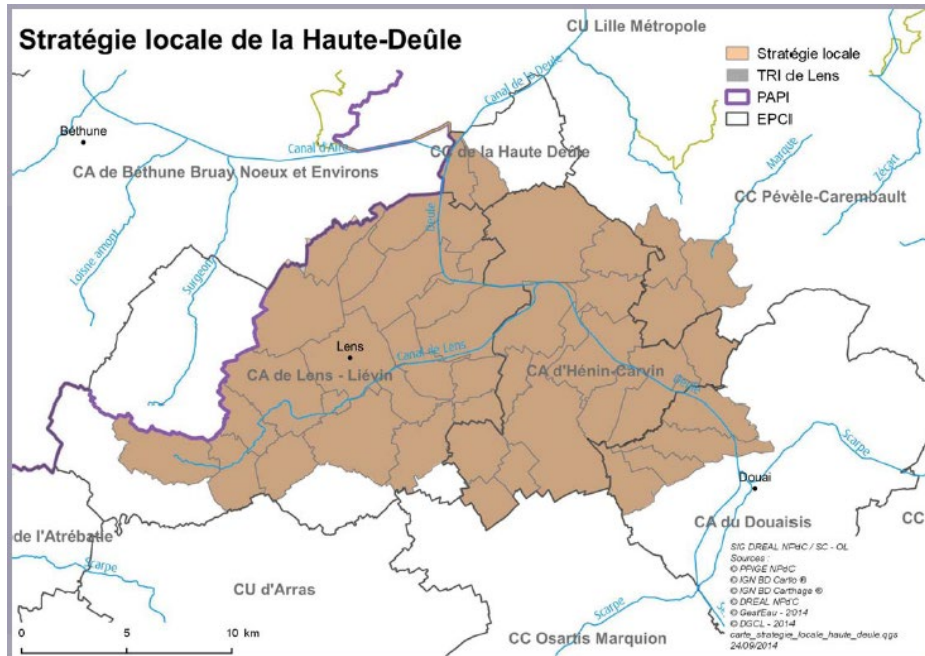 Stratégie locale de la Haute-Deûle
CU Lille Métropole
Stratégie locale
TRI de Lens
PAPI
EPCI
Béthune
Canal d'Aire
Canal de la Deule
CC de la Haute Deûle
CA de Béthune Bruay Noeux et Environs
Marque
Zécart
CC Pévèle-Carembault
Loisne amont
Surgeon
Deule
Lens
Canal de Lens
CA de Lens - Liévin
CA d'Hénin-Carvin
Scarpe
Douai
CA du Douaisis
CC
de l'Atrébatie
Scarpe
CU d'Arras
Scarpe
CC Osartis Marquion
0 5 10 km
SIG DREAL NPdC / SC - OL
Sources :
© PPIGE NPdC
© IGN BD Carto ®
© IGN BD Carthage ®
© DREAL NPdC
© Gest'Eau - 2014
© DGCL - 2014
carte_strategie_locale_haute_deule.qgs
24/09/2014